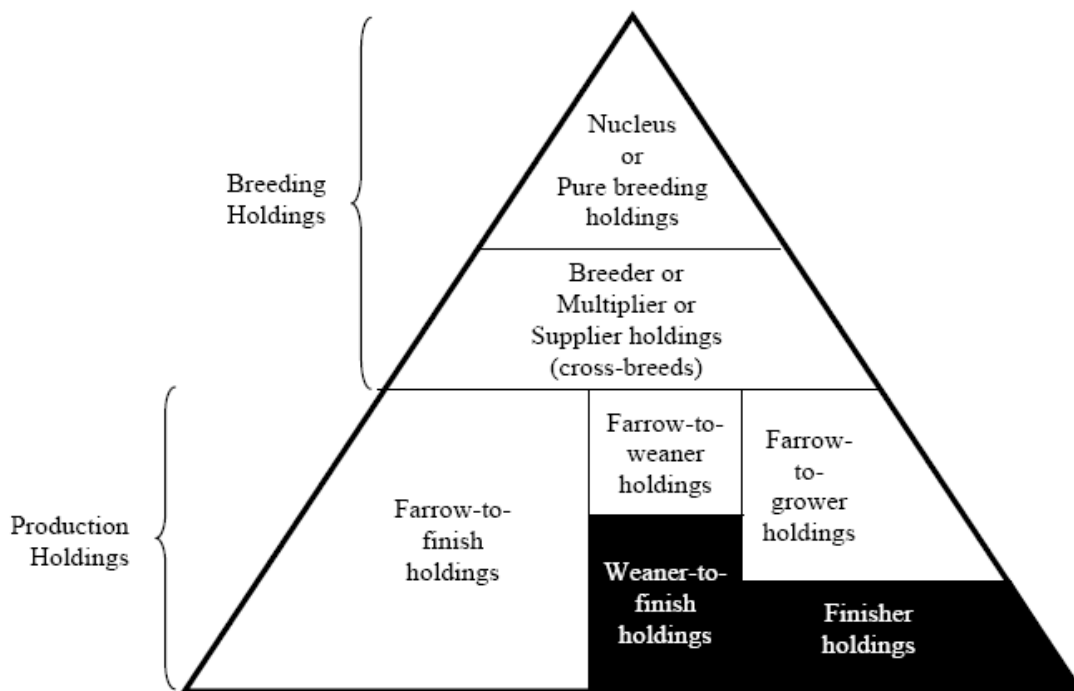 Nucleus
or
Pure breeding
holdings
Breeding
Holdings
Breeder or
Multiplier or
Supplier holdings
(cross-breeds)
Farrow-to-
weaner
holdings
Farrow-
to-
grower
holdings
Farrow-to-
finish
holdings
Production
Holdings
Weaner-to-
finish
holdings
Finisher
holdings